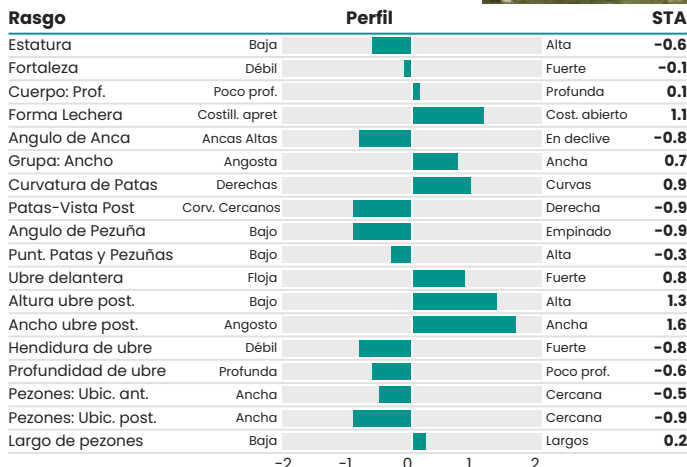 Rasgo Perfil STA
Estatura Baja Alta −0.6
Fortaleza Débil Fuerte −0.1
Cuerpo: Prof. Poco prof. Profunda 0.1
Forma Lechera Costill. apret Cost. abierto 1.1
Angulo de Anca Ancas Altas En declive −0.8
Grupa: Ancho Angosta Ancha 0.7
Curvatura de Patas Derechas Curvas 0.9
Patas-Vista Post Corv. Cercanos Derecha −0.9
Angulo de Pezuña Bajo Empinado −0.9
Punt. Patas y Pezuñas Bajo Alta −0.3
Ubre delantera Floja Fuerte 0.8
Altura ubre post. Bajo Alta 1.3
Ancho ubre post. Angosto Ancha 1.6
Hendidura de ubre Débil Fuerte −0.8
Profundidad de ubre Profunda Poco prof. −0.6
Pezones: Ubic. ant. Ancha Cercana −0.5
Pezones: Ubic. post. Ancha Cercana −0.9
Largo de pezones Baja Largos 0.2
−2 −1 0 1 2